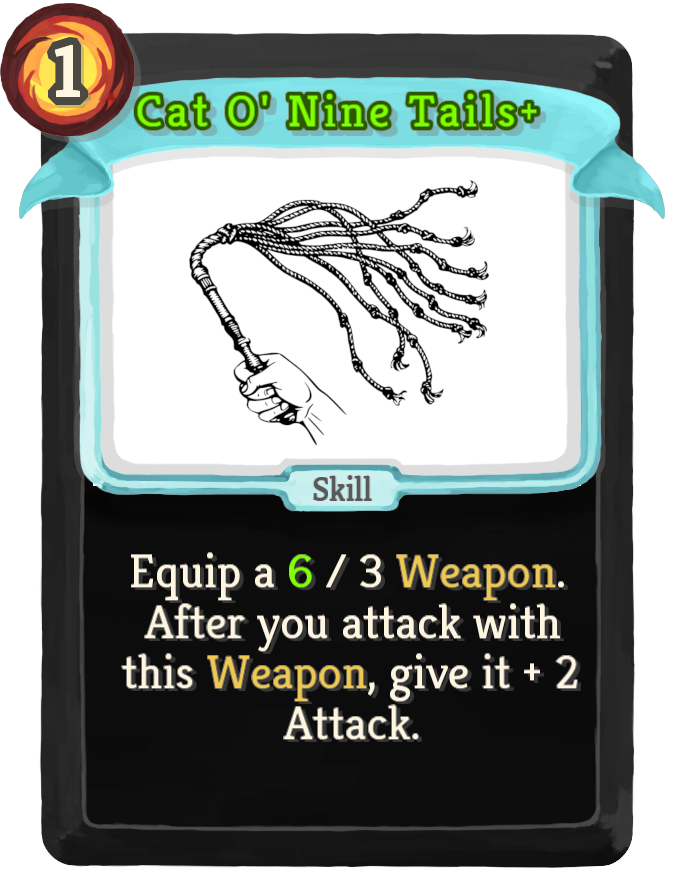 1
Cat O' Nine Tails+
Skill
Equip a 6 / 3 Weapon.
After you attack with
this Weapon, give it + 2
Attack.